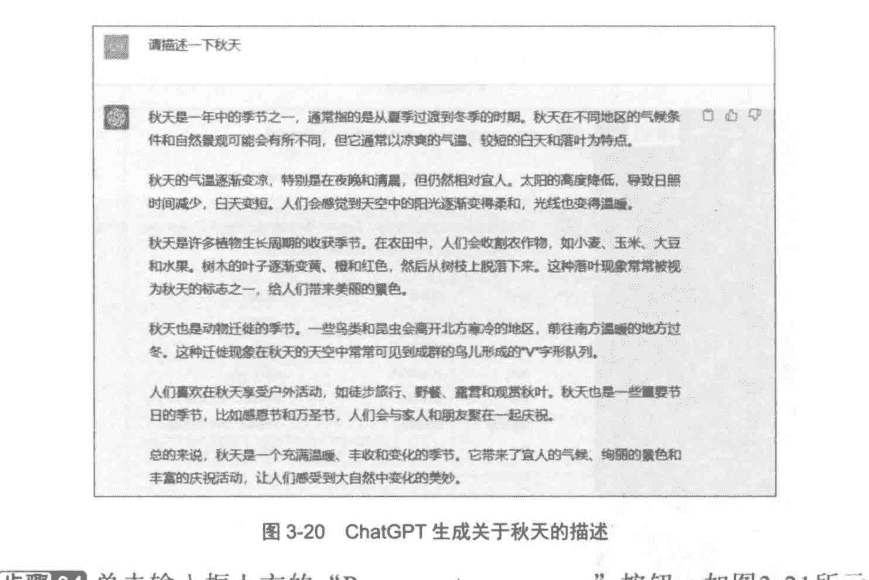 请描述一下秋天
秋天是一年中的季节之一，通常指的是从夏季过渡到冬季的时期。秋天在不同地区的气候条
件和自然景观可能会有所不同，但它通常以凉爽的气温、较短的白天和落叶为特点。
秋天的气温逐渐变凉，特别是在夜晚和清晨，但仍然相对宜人。太阳的高度降低，导致日照
时间减少，白天变短。人们会感觉到天空中的阳光逐渐变得柔和，光线也变得温暖。
秋天是许多植物生长周期的收获季节。在农田中，人们会收割农作物，如小麦、玉米、大豆
和水果。树木的叶子逐渐变黄、橙和红色，然后从树枝上脱落下来。这种落叶现象常常被视
为秋天的标志之一，给人们带来美丽的景色。
秋天也是动物迁徙的季节。一些鸟类和昆虫会离开北方寒冷的地区，前往南方温暖的地方过
冬。这种迁徙现象在秋天的天空中常常可见到成群的鸟儿形成的"V"字形队列。
人们喜欢在秋天享受户外活动，如徒步旅行、野餐、露营和观赏秋叶。秋天也是一些重要节
日的季节，比如感恩节和万圣节，人们会与家人和朋友聚在一起庆祝。
总的来说，秋天是一个充满温暖、丰收和变化的季节。它带来了宜人的气候、绚丽的景色和
丰富的庆祝活动，让人们感受到大自然中变化的美妙。
图 3-20 ChatGPT 生成关于秋天的描述